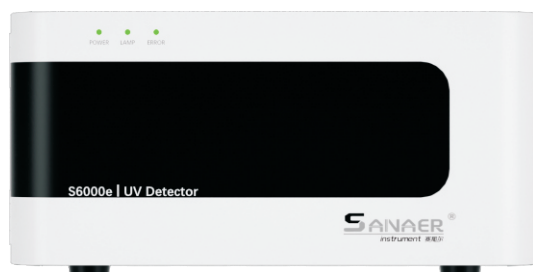 POWER LAMP ERROR
S6000e | UV Detector
SANAER®
instrument